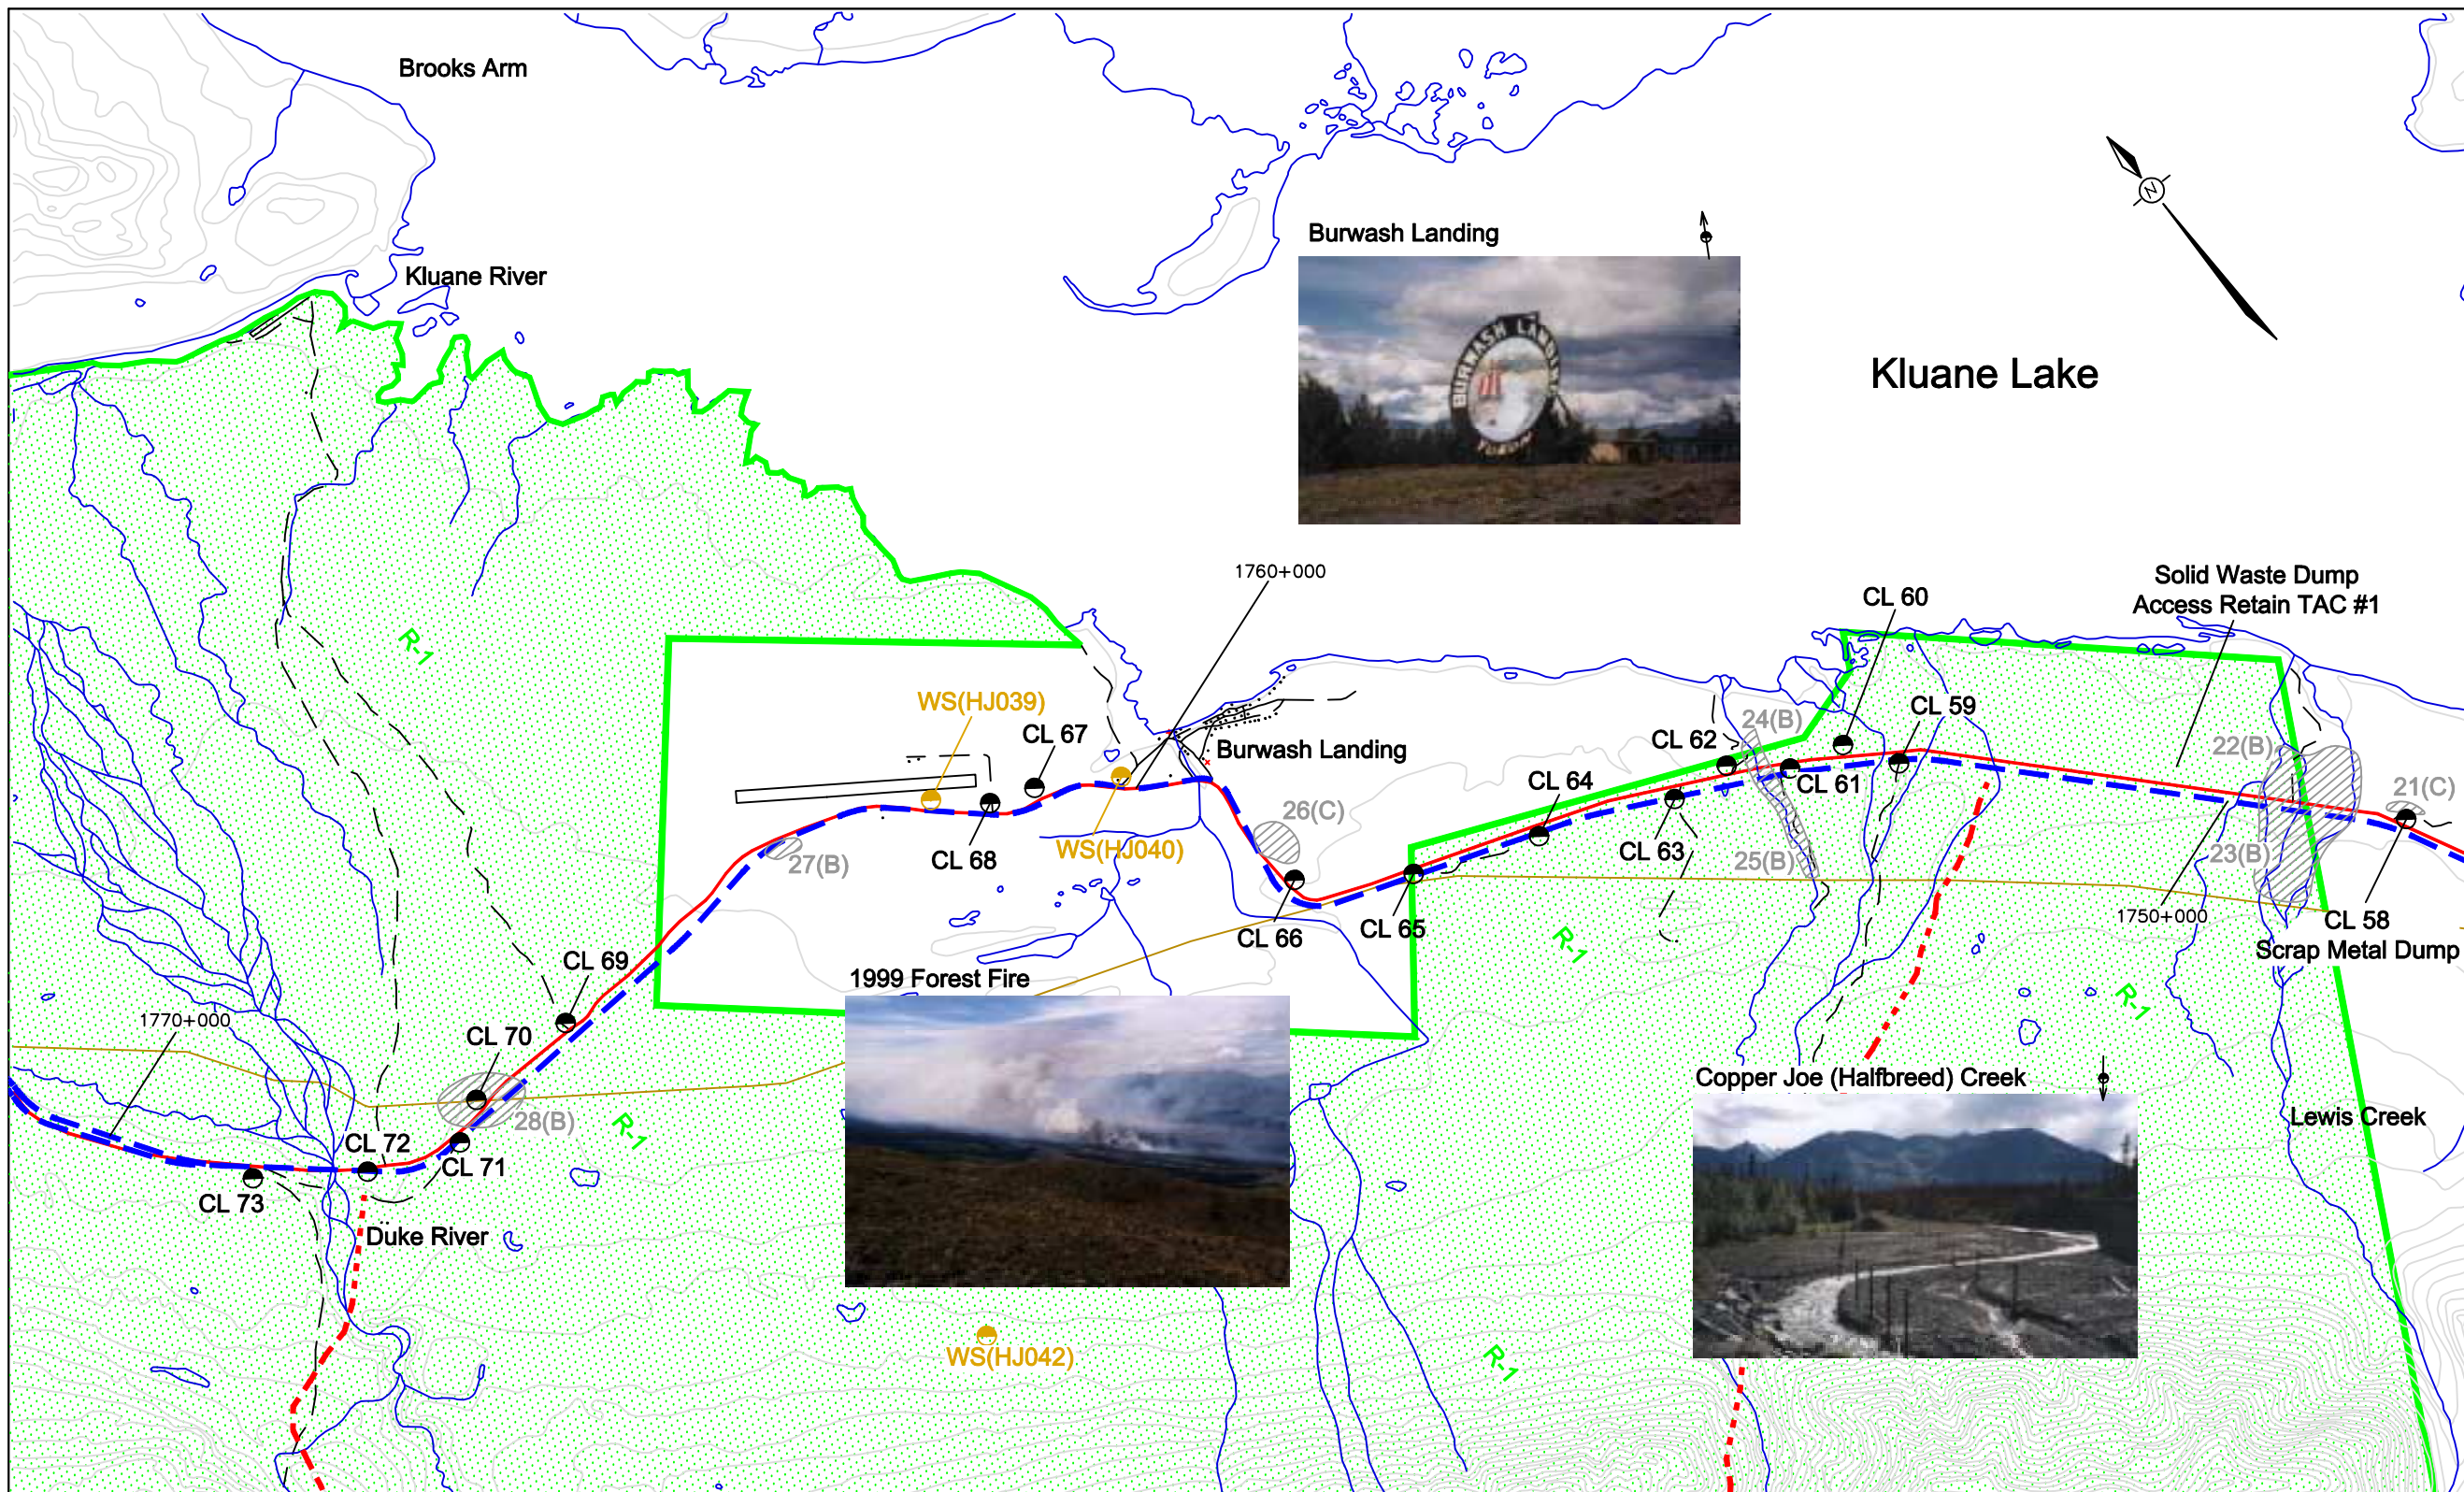 Brooks Arm
Kluane River
Burwash Landing
BURWASH LANDING
N
Kluane Lake
1760+000
Solid Waste Dump
Access Retain TAC #1
CL 60
R-1
WS(HJ039)
CL 67
CL 59
24(B)
CL 62
22(B)
Burwash Landing
CL 64
CL 61
21(C)
26(C)
WS(HJ040)
CL 68
27(B)
CL 63
25(B)
23(B)
1750+000
CL 58
Scrap Metal Dump
CL 65
CL 66
R-1
CL 69
1999 Forest Fire
R-1
1770+000
CL 70
Copper Joe (Halfbreed) Creek
28(B)
R-1
Lewis Creek
CL 72
CL 71
CL 73
Duke River
WS(HJ042)
R-1